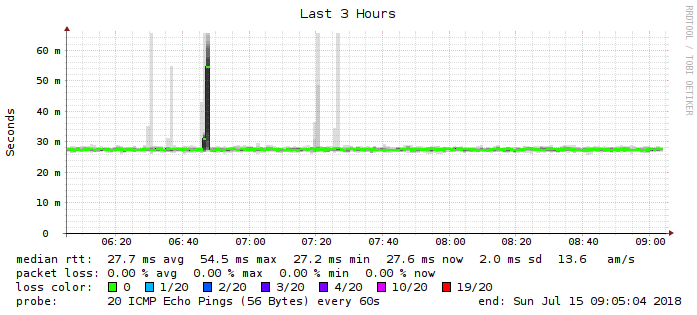 Last 3 Hours
RRDTOOL / TOBI OETIKER
Seconds
60 m
50 m
40 m
30 m
20 m
10 m
0
06:20 06:40 07:00 07:20 07:40 08:00 08:20 08:40 09:00
median rtt: 27.7 ms avg 54.5 ms max 27.2 ms min 27.6 ms now 2.0 ms sd 13.6 am/s
packet loss: 0.00 % avg 0.00 % max 0.00 % min 0.00 % now
loss color: 0 1/20 2/20 3/20 4/20 10/20 19/20
probe: 20 ICMP Echo Pings (56 Bytes) every 60s end: Sun Jul 15 09:05:04 2018